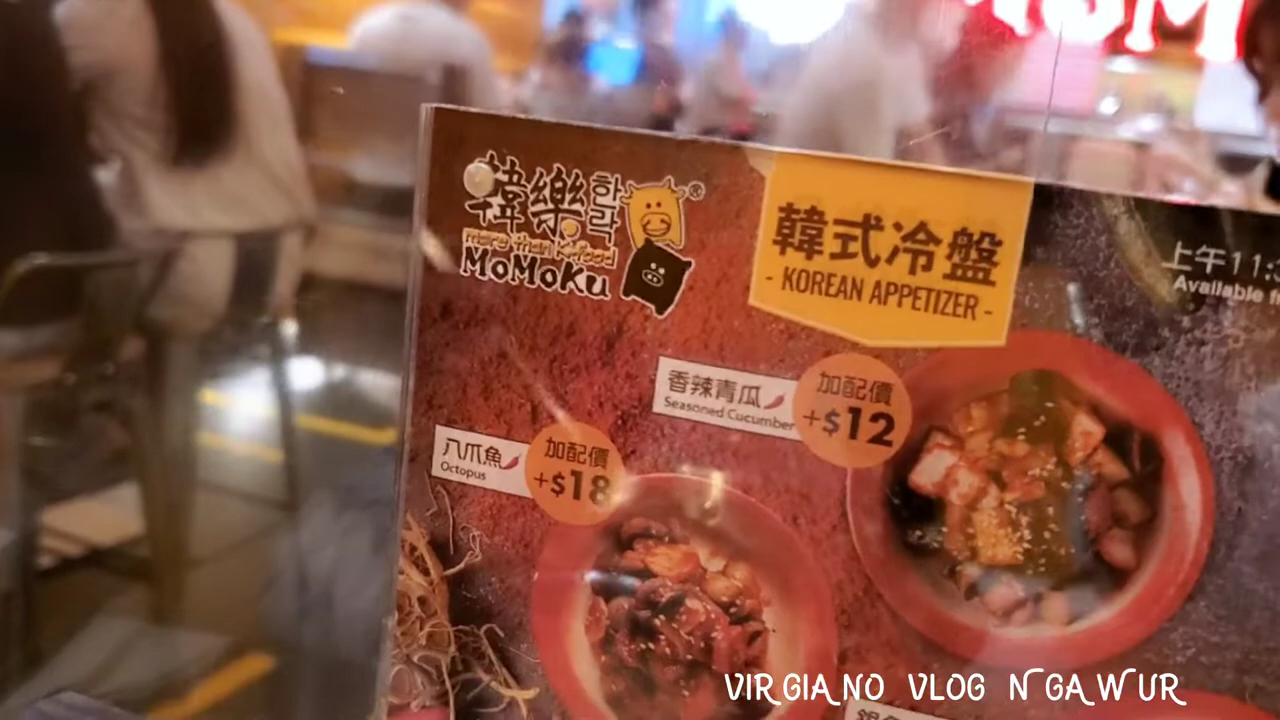 韓樂 한락
more than K-food
MoMoKu
®
韓式冷盤
- KOREAN APPETIZER -
上午11:
Available
香辣青瓜
Seasoned Cucumber
加配價
+$12
八爪魚
Octopus
加配價
+$18
VIRGIANO VLOG NGAWUR